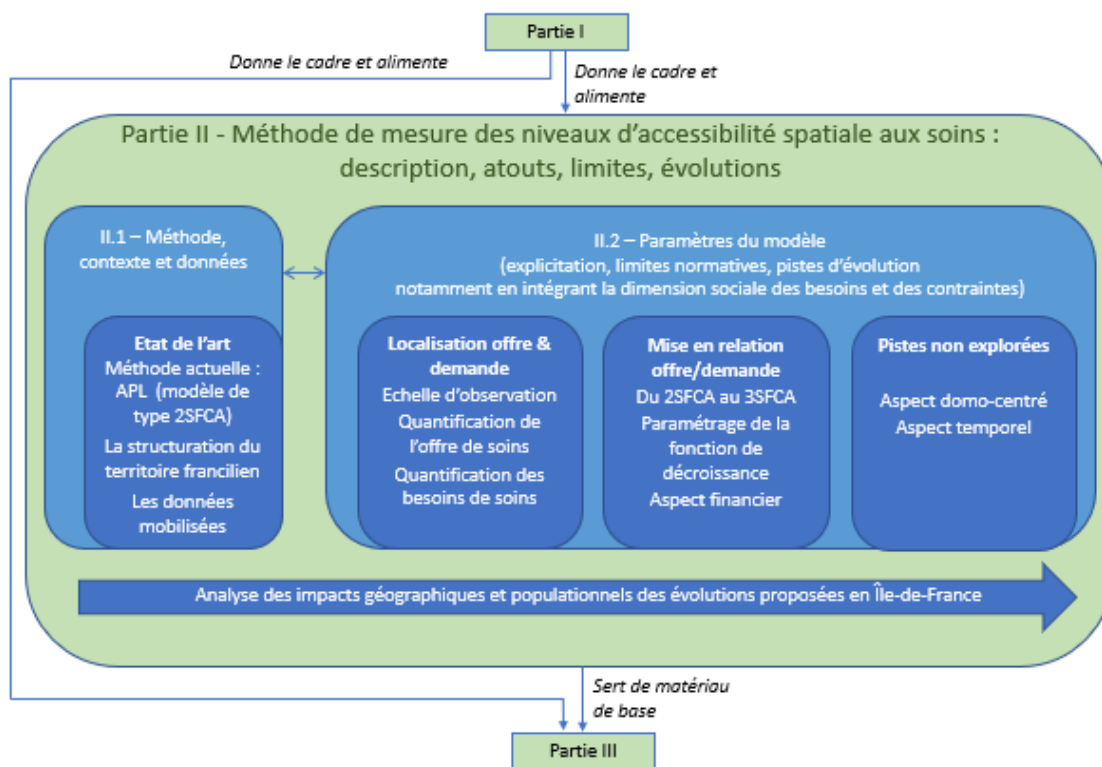 Partie I
Donne le cadre et alimente
Donne le cadre et
alimente
Partie II - Méthode de mesure des niveaux d'accessibilité spatiale aux soins :
description, atouts, limites, évolutions
II.1 – Méthode,
contexte et données
II.2 – Paramètres du modèle
(explicitation, limites normatives, pistes d'évolution
notamment en intégrant la dimension sociale des besoins et des contraintes)
Etat de l'art
Méthode actuelle :
APL (modèle de
type 2SFCA)
La structuration du
territoire francilien
Les données
mobilisées
Localisation offre &
demande
Echelle d'observation
Quantification de
l'offre de soins
Quantification des
besoins de soins
Mise en relation
offre/demande
Du 2SFCA au 3SFCA
Paramétrage de la
fonction de
décroissance
Aspect financier
Pistes non explorées
Aspect domo-centré
Aspect temporel
Analyse des impacts géographiques et populationnels des évolutions proposées en Île-de-France
Sert de matériau
de base
Partie III